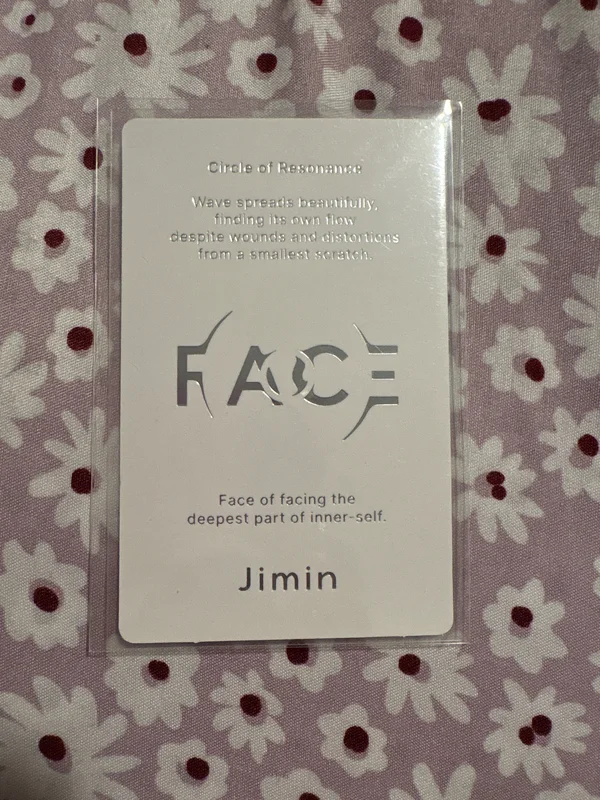 Circle of Resonance
Wave spreads beautifully,
finding its own flow
despite wounds and distortions
from a smallest scratch.
FACE
Face of facing the
deepest part of inner-self.
Jimin